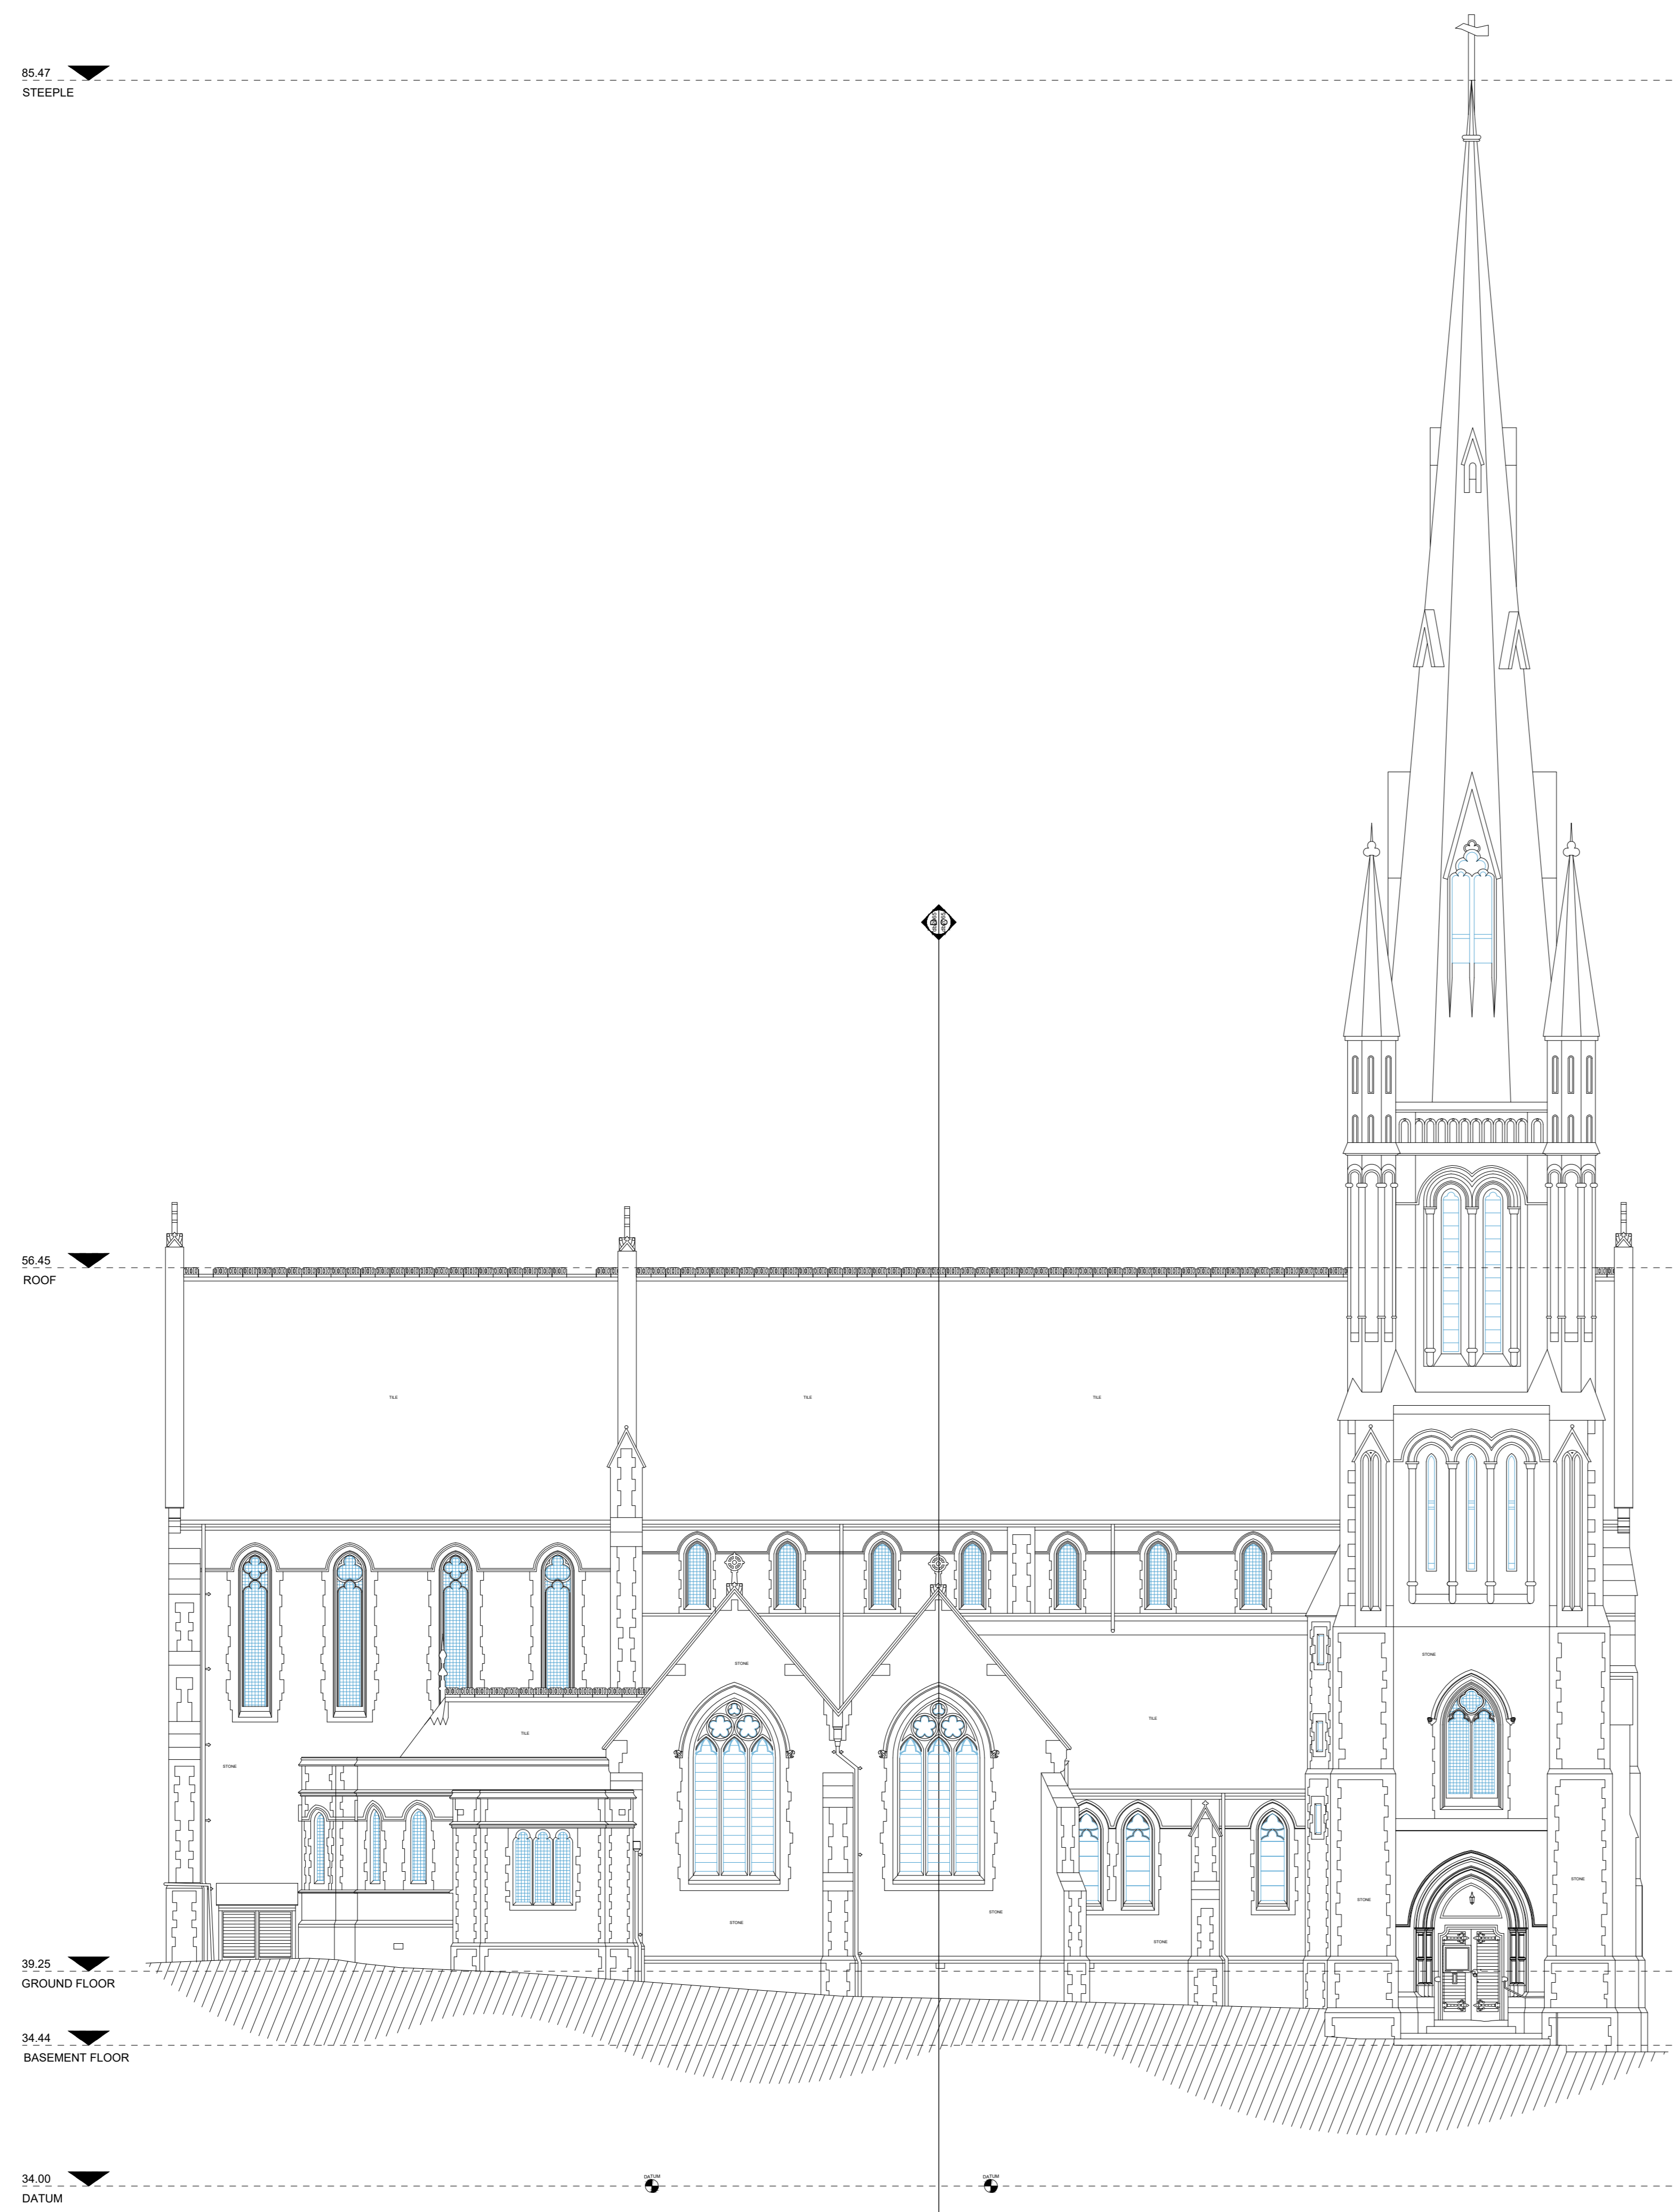 85.47
STEEPLE
56.45
ROOF
TILE
TILE
TILE
STONE
STONE
TILE
TILE
STONE
STONE
STONE
STONE
STONE
STONE
39.25
GROUND FLOOR
34.44
BASEMENT FLOOR
DATUM
DATUM
34.00
DATUM